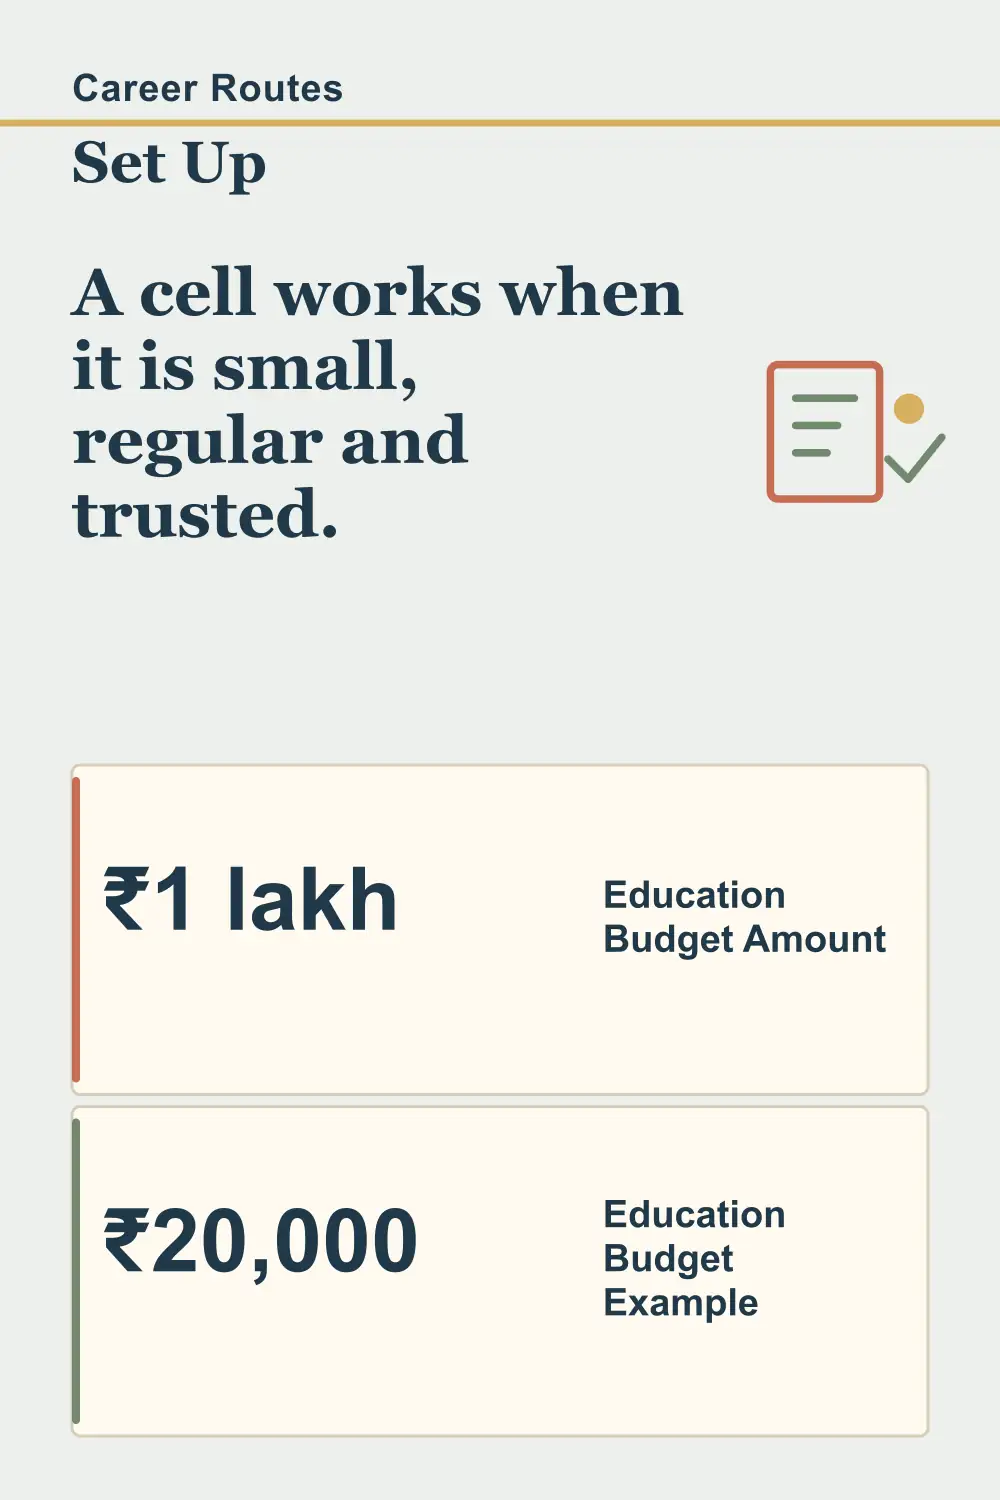 Career Routes
Set Up
A cell works when
it is small,
regular and
trusted.
₹1 lakh
Education
Budget Amount
₹20,000
Education
Budget
Example